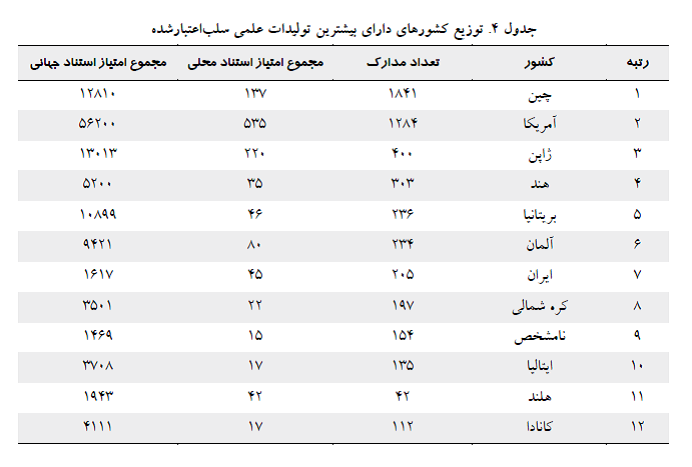 جدول ۴. توزیع کشورهای دارای بیشترین تولیدات علمی سلب‌اعتبارشده
رتبه کشور تعداد مدارک مجموع امتیاز استناد محلی مجموع امتیاز استناد جهانی
۱ چین ۱۸۴۱ ۱۳۷ ۱۲۸۱۰
۲ آمریکا ۱۲۸۴ ۵۳۵ ۵۶۲۰۰
۳ ژاپن ۴۰۰ ۲۲۰ ۱۳۰۱۳
۴ هند ۳۰۳ ۳۵ ۵۲۰۰
۵ بریتانیا ۲۳۶ ۴۶ ۱۰۸۹۹
۶ آلمان ۲۳۴ ۸۰ ۹۴۲۱
۷ ایران ۲۰۵ ۴۵ ۱۶۱۷
۸ کره شمالی ۱۹۷ ۲۲ ۳۵۰۱
۹ نامشخص ۱۵۴ ۱۵ ۱۴۶۹
۱۰ ایتالیا ۱۳۵ ۱۷ ۳۷۰۸
۱۱ هلند ۴۲ ۴۲ ۱۹۴۳
۱۲ کانادا ۱۱۲ ۱۷ ۴۱۱۱